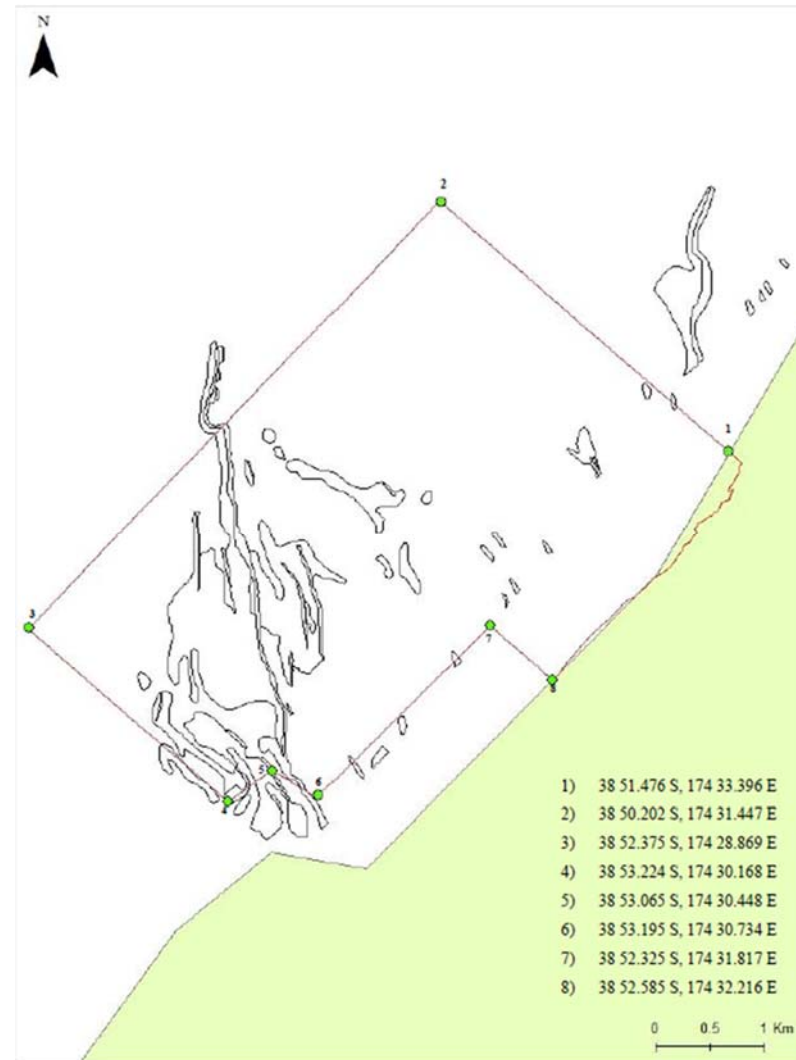 N
2
1
3
7
8
5
6
4
1) 38 51.476 S, 174 33.396 E
2) 38 50.202 S, 174 31.447 E
3) 38 52.375 S, 174 28.869 E
4) 38 53.224 S, 174 30.168 E
5) 38 53.065 S, 174 30.448 E
6) 38 53.195 S, 174 30.734 E
7) 38 52.325 S, 174 31.817 E
8) 38 52.585 S, 174 32.216 E
0 0.5 1 Km